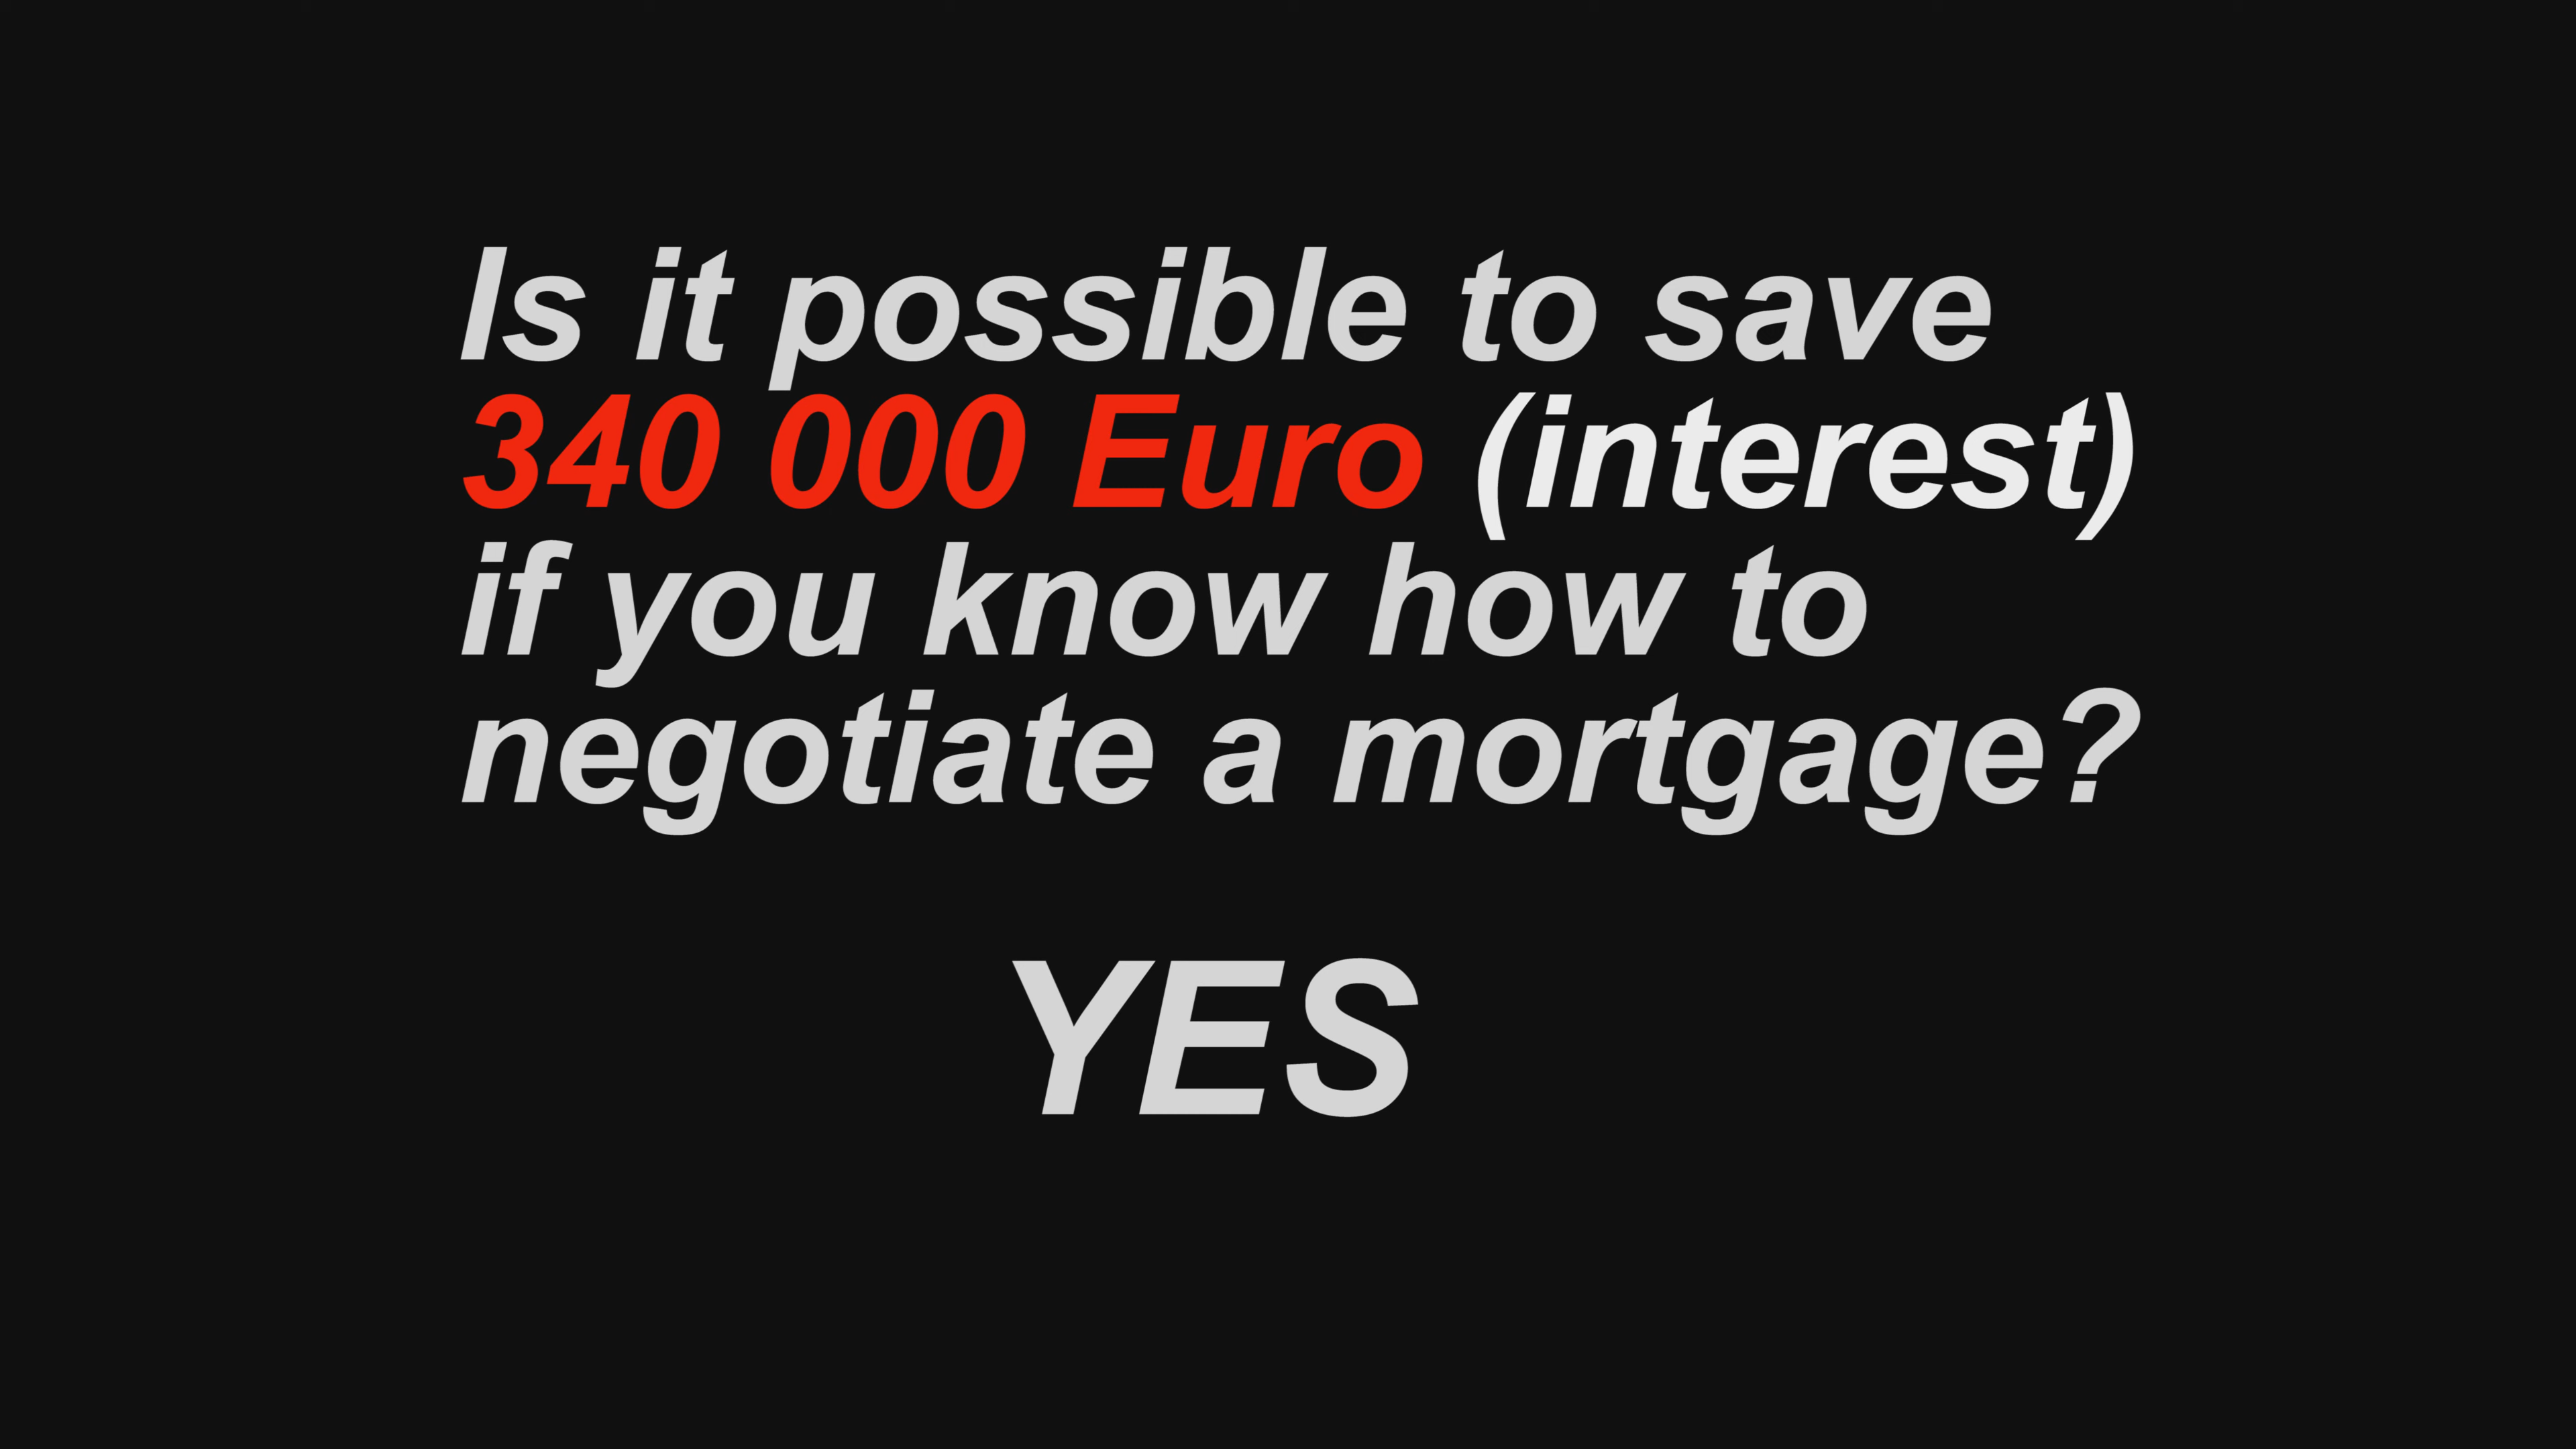 Is it possible to save
340 000 Euro (interest)
if you know how to
negotiate a mortgage?
YES